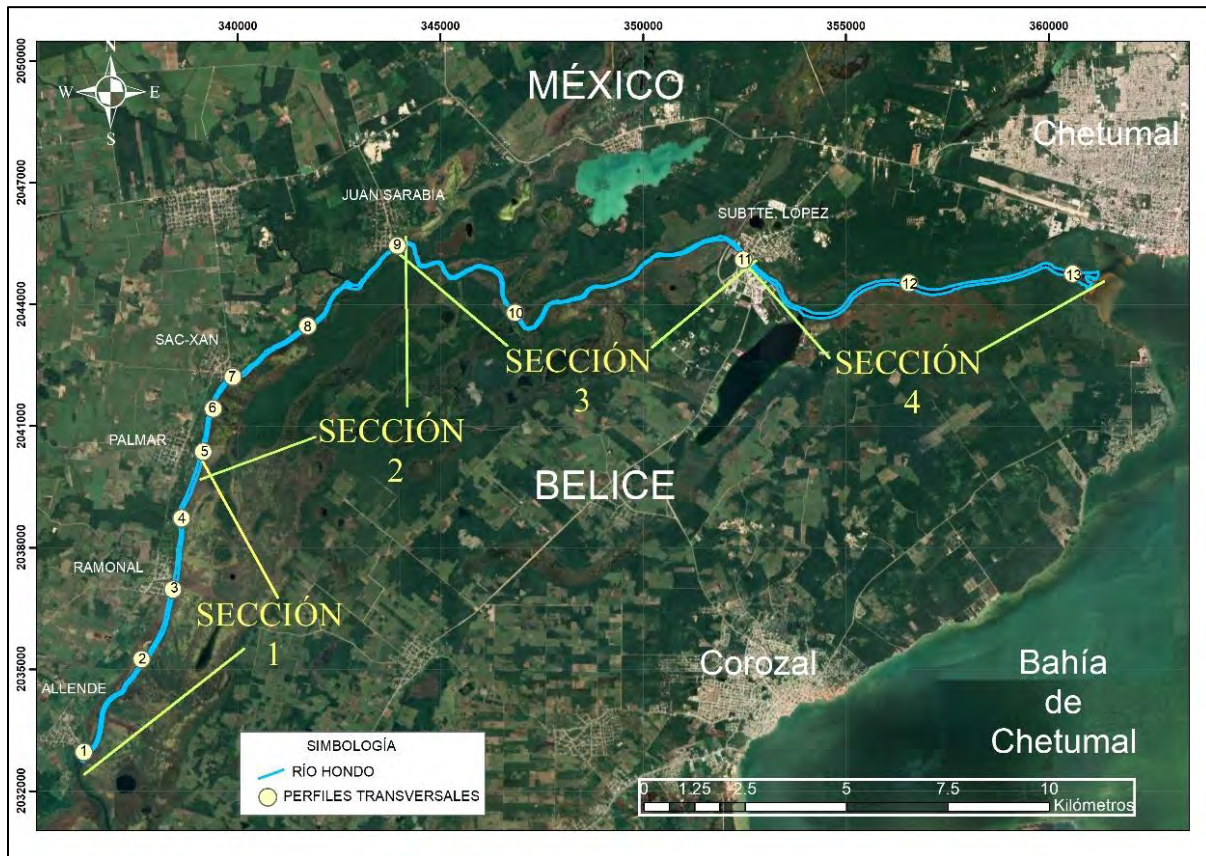 340000
345000
350000
355000
360000
2050000
2047000
2044000
2041000
2038000
2035000
2032000
N
W
E
S
MÉXICO
Chetumal
JUAN SARABIA
SUBTTE. LÓPEZ
9
11
13
12
10
8
SAC-XAN
SECCIÓN
3
SECCIÓN
4
7
6
PALMAR
5
SECCIÓN
2
BELICE
4
RAMONAL
3
SECCIÓN
1
2
Corozal
Bahía
de
Chetumal
ALLENDE
1
SIMBOLOGÍA
RÍO HONDO
PERFILES TRANSVERSALES
0 1.25 2.5 5 7.5 10
Kilómetros